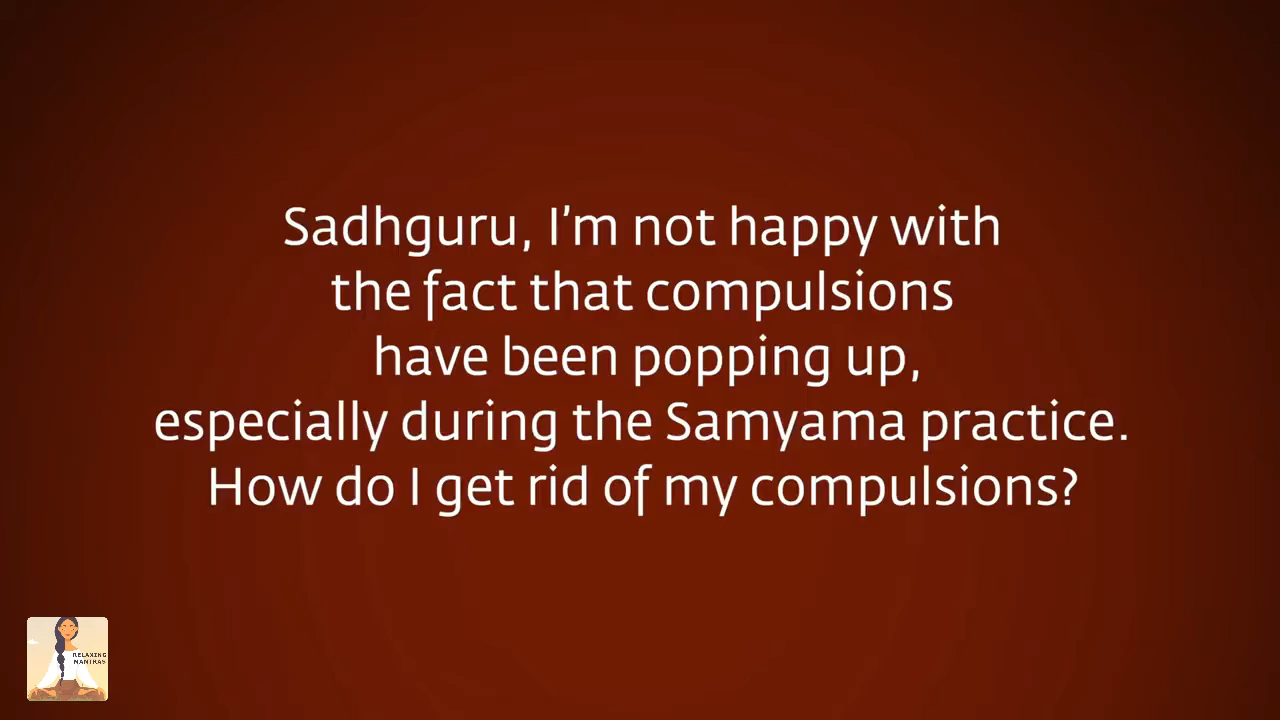 Sadhguru, I’m not happy with
the fact that compulsions
have been popping up,
especially during the Samyama practice.
How do I get rid of my compulsions?
RELAXING
MANTRAS